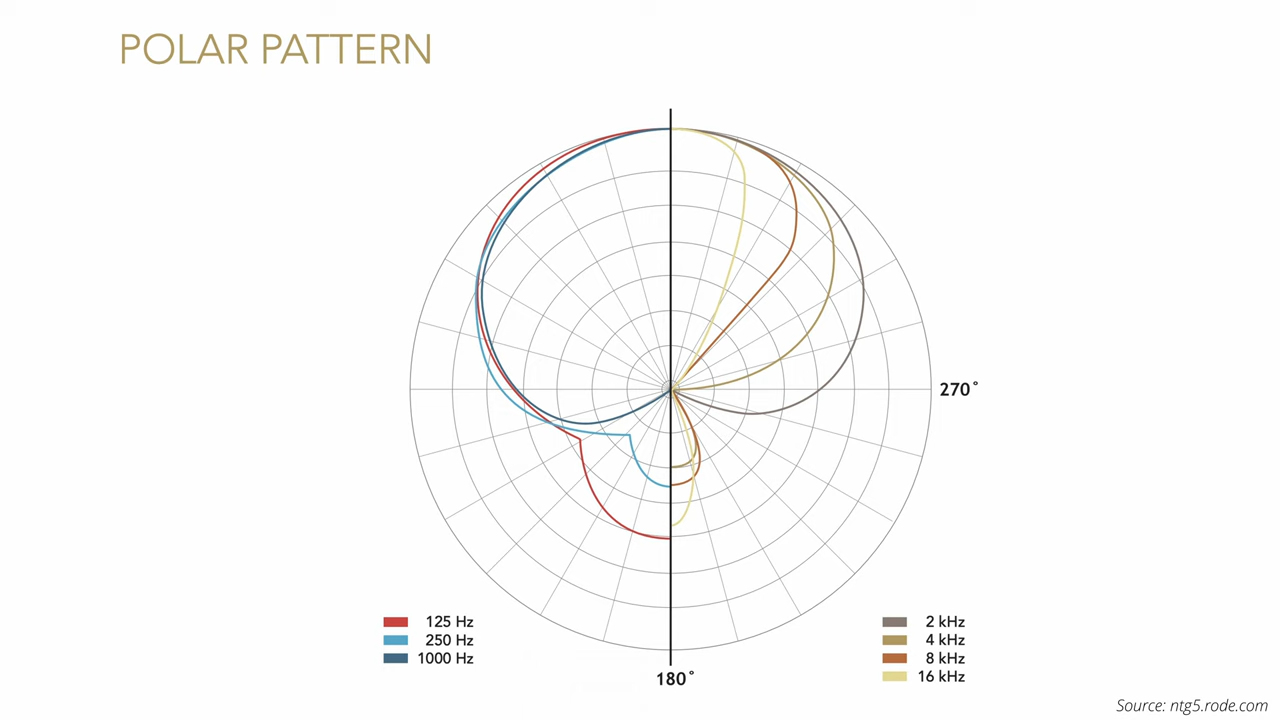 POLAR PATTERN
270°
125 Hz
250 Hz
1000 Hz
2 kHz
4 kHz
8 kHz
16 kHz
180°
Source: ntg5.rode.com